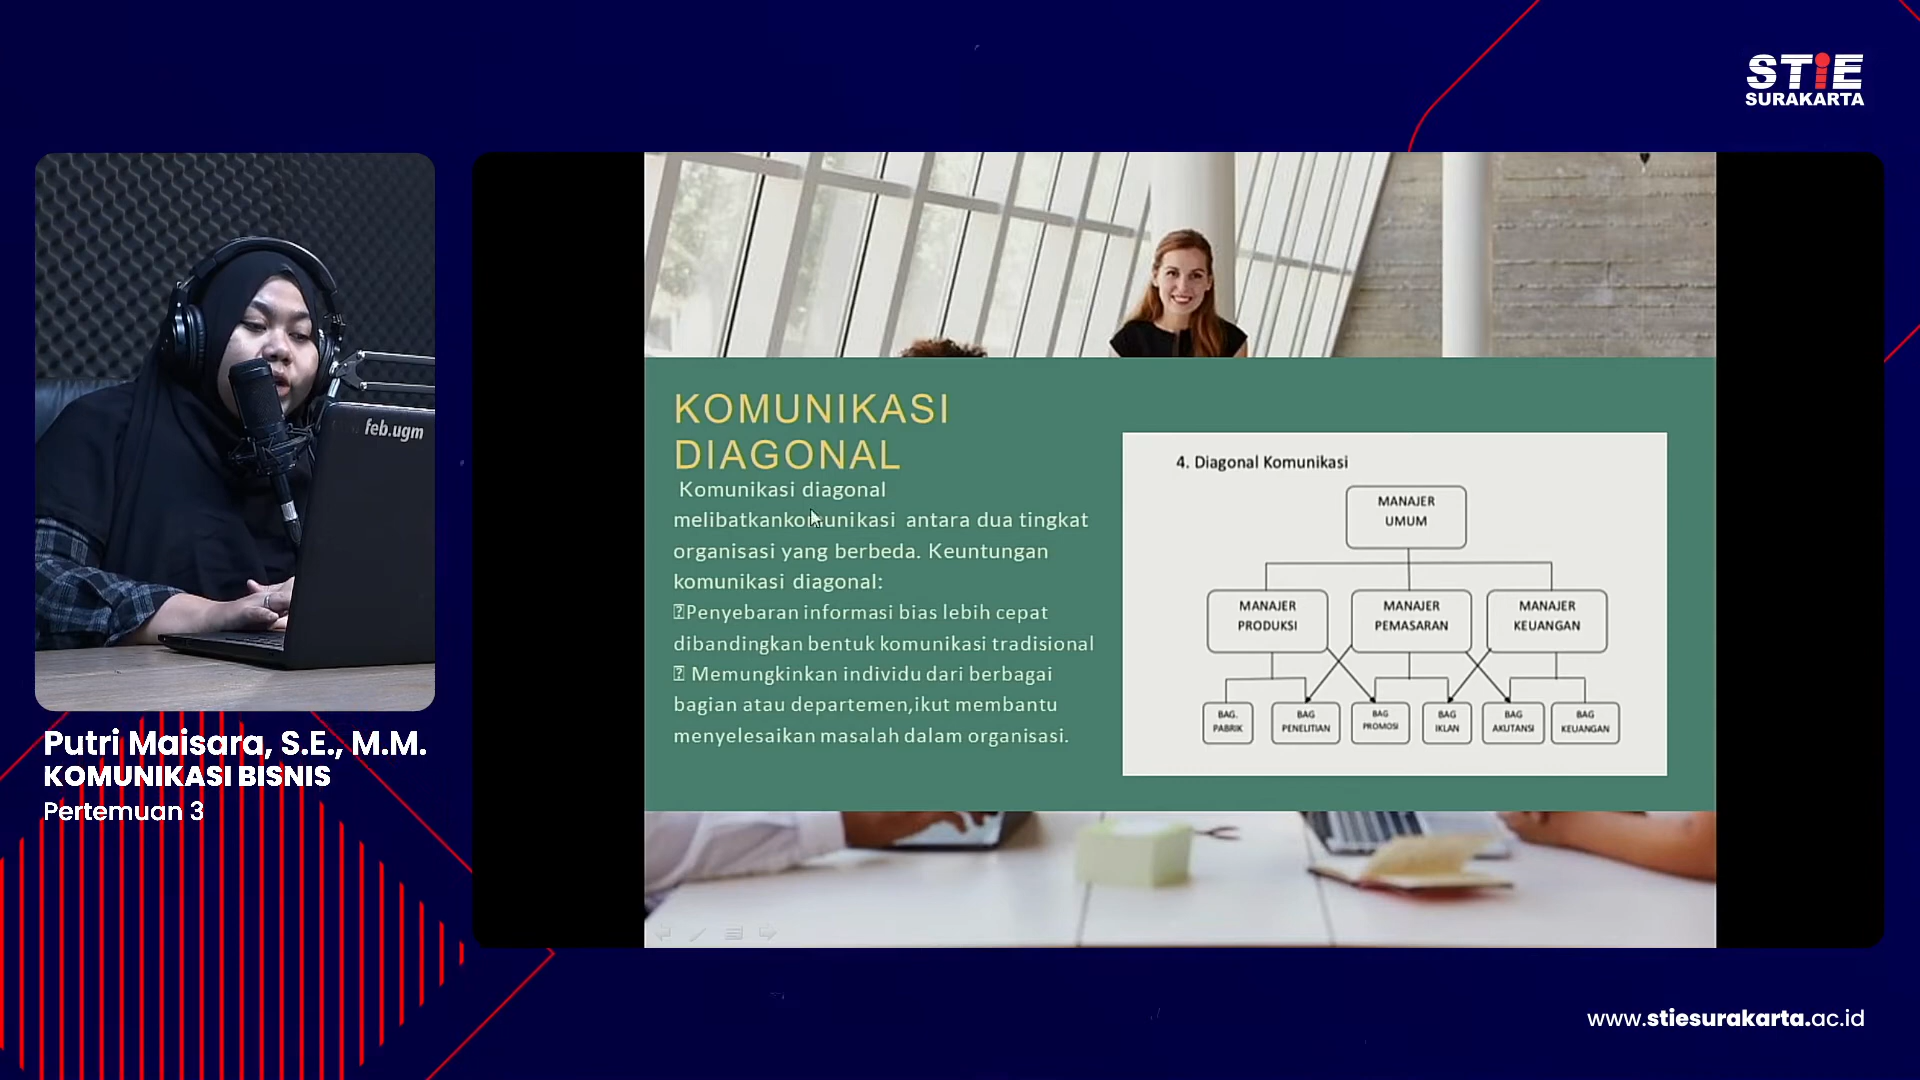 STiE
SURAKARTA
feb.ugm
Putri Maisara, S.E., M.M.
KOMUNIKASI BISNIS
Pertemuan 3
KOMUNIKASI
DIAGONAL
Komunikasi diagonal
melibatkankomunikasi antara dua tingkat
organisasi yang berbeda. Keuntungan
komunikasi diagonal:
Penyebaran informasi bias lebih cepat
dibandingkan bentuk komunikasi tradisional
Memungkinkan individu dari berbagai
bagian atau departemen,ikut membantu
menyelesaikan masalah dalam organisasi.
4. Diagonal Komunikasi
MANAJER
UMUM
MANAJER
PRODUKSI
MANAJER
PEMASARAN
MANAJER
KEUANGAN
BAG.
PABRIK
BAG
PENELITIAN
BAG
PROMOSI
BAG
IKLAN
BAG
AKUTANSI
BAG
KEUANGAN
www.stiesurakarta.ac.id